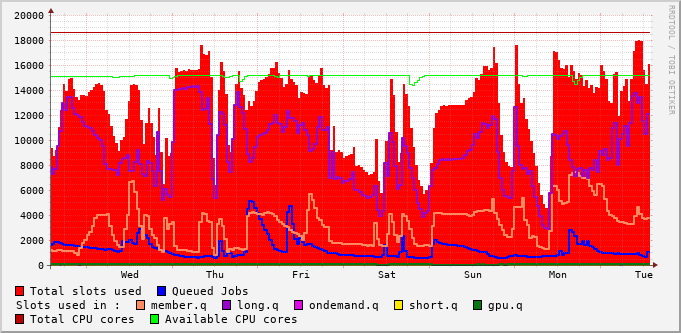 RRDTOOL / TOBI OETIKER
20000
18000
16000
14000
12000
10000
8000
6000
4000
2000
0
Wed Thu Fri Sat Sun Mon Tue
Total slots used Queued Jobs
Slots used in : member.q long.q ondemand.q short.q gpu.q
Total CPU cores Available CPU cores